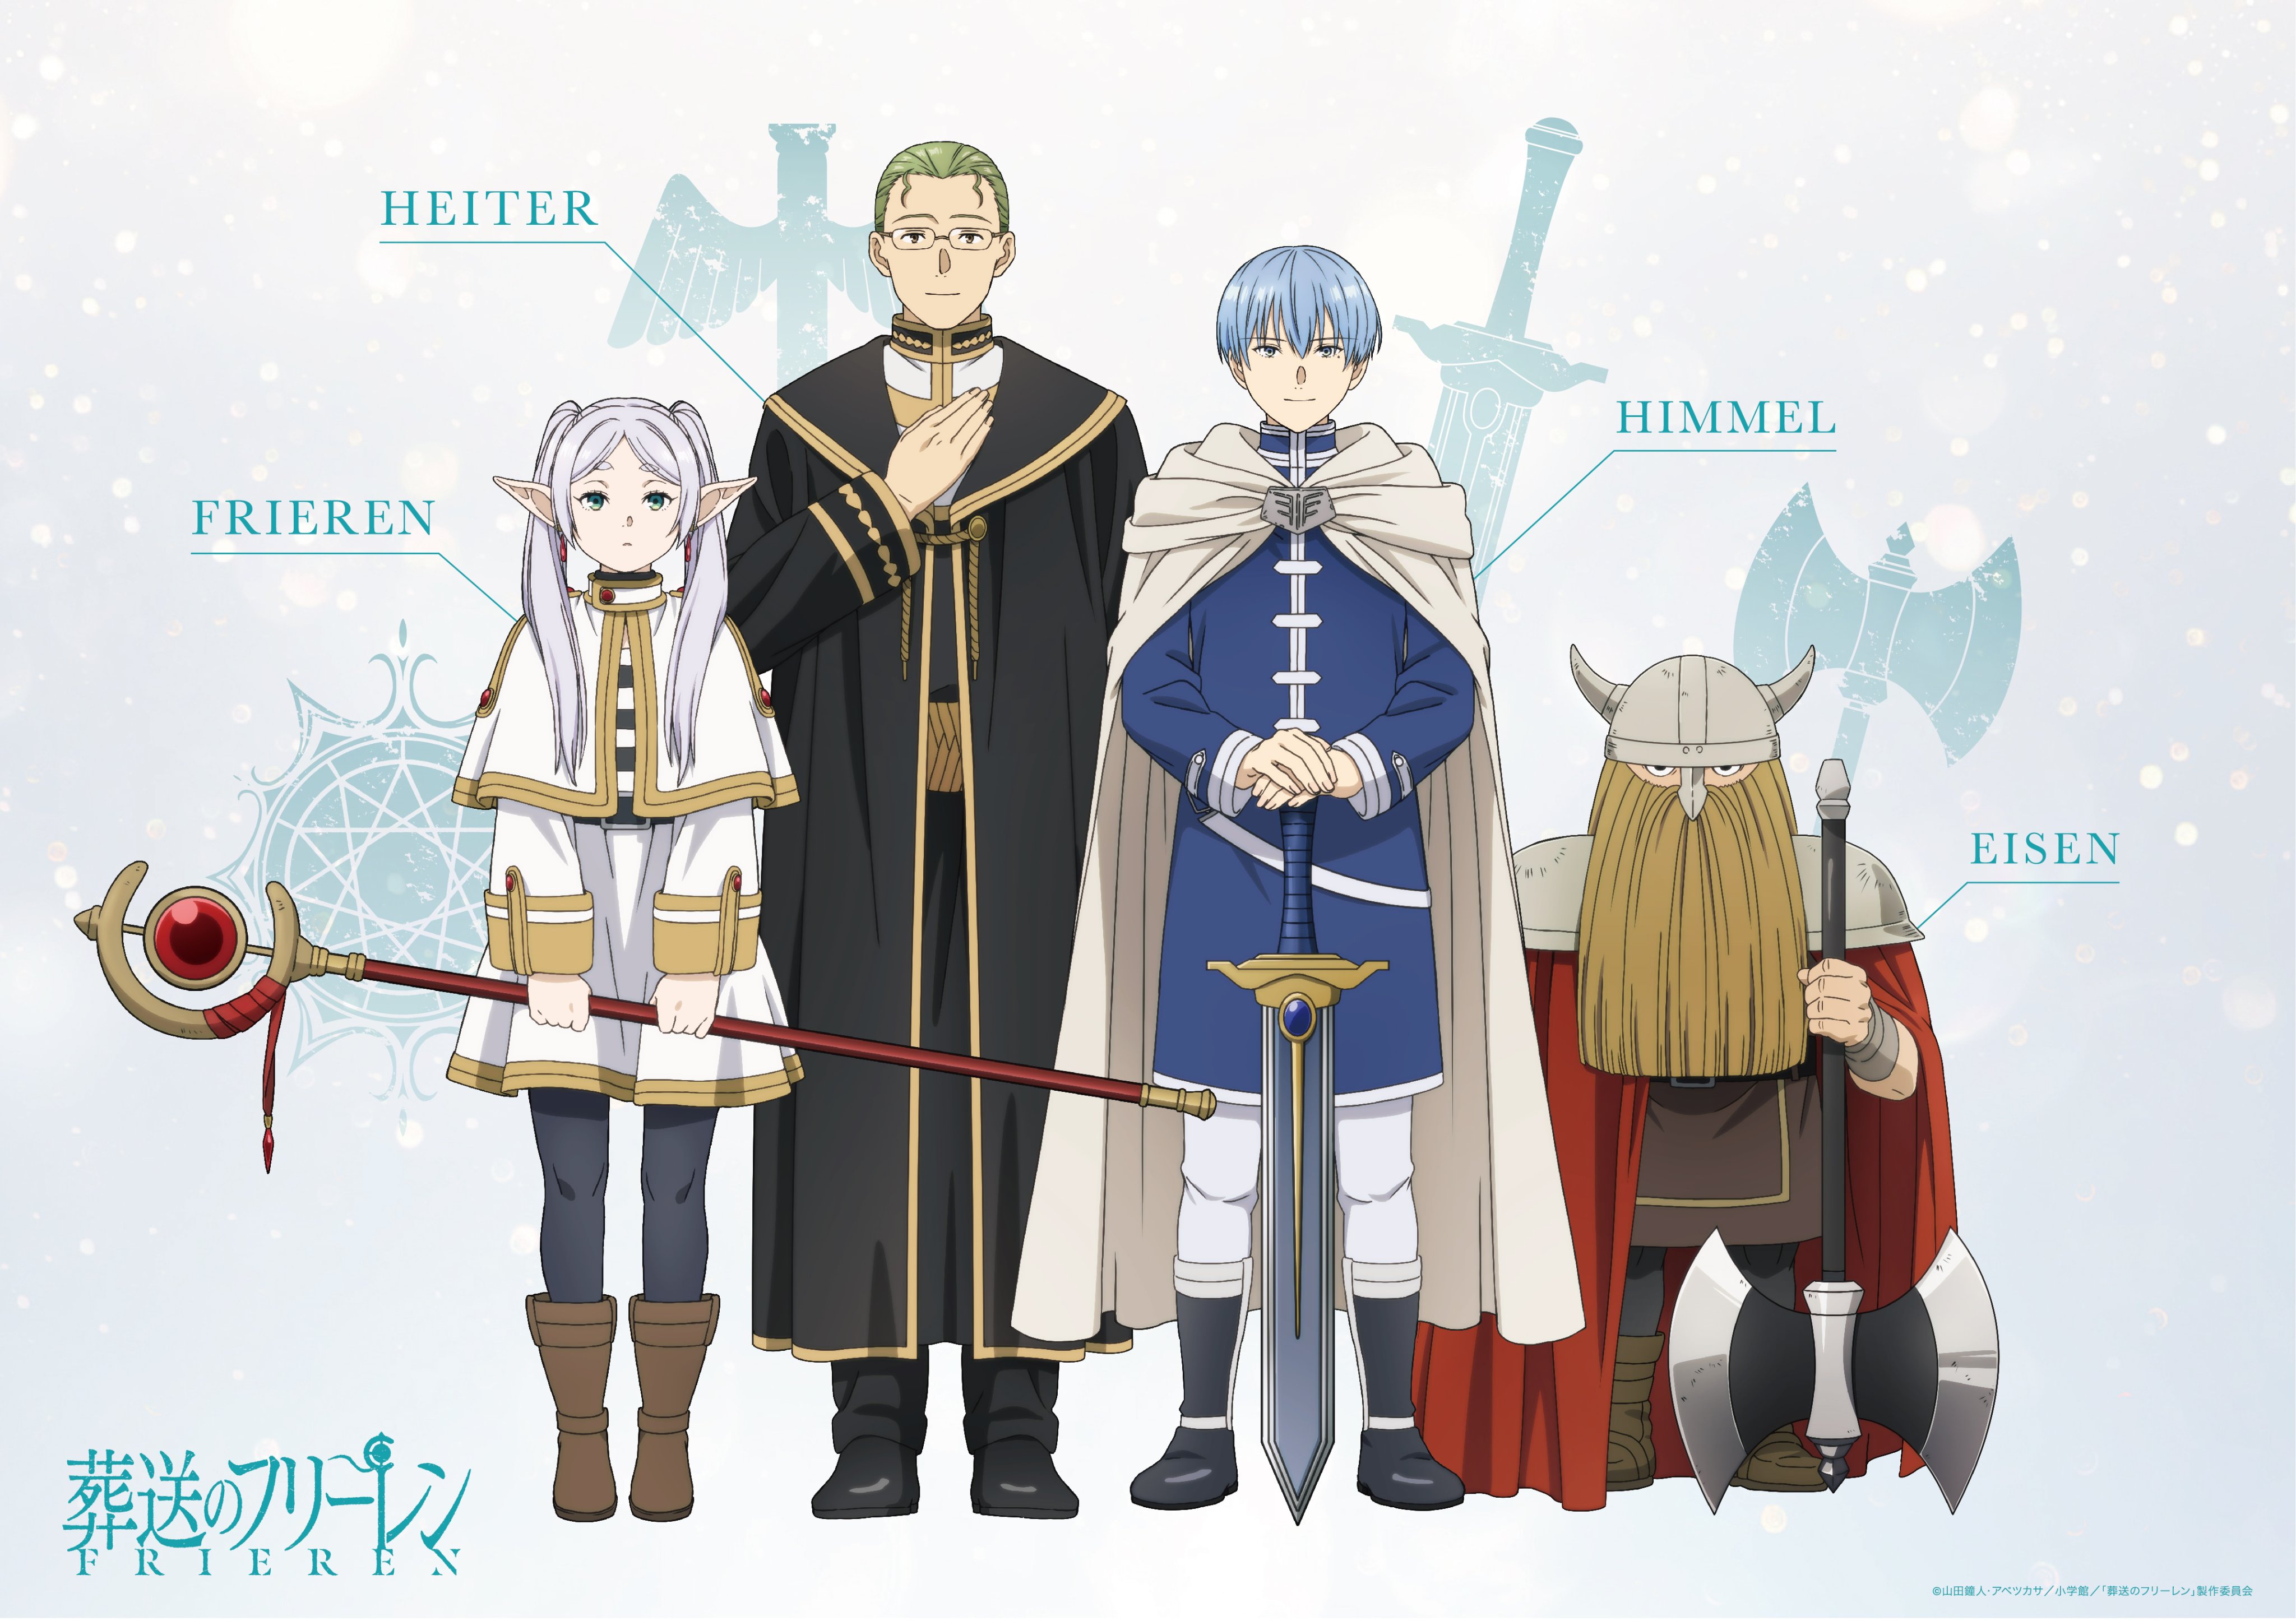 HEITER
HIMMEL
FRIEREN
EISEN
葬送のフリーレン
FRIEREN
©山田鐘人・アベツカサ／小学館／「葬送のフリーレン」製作委員会